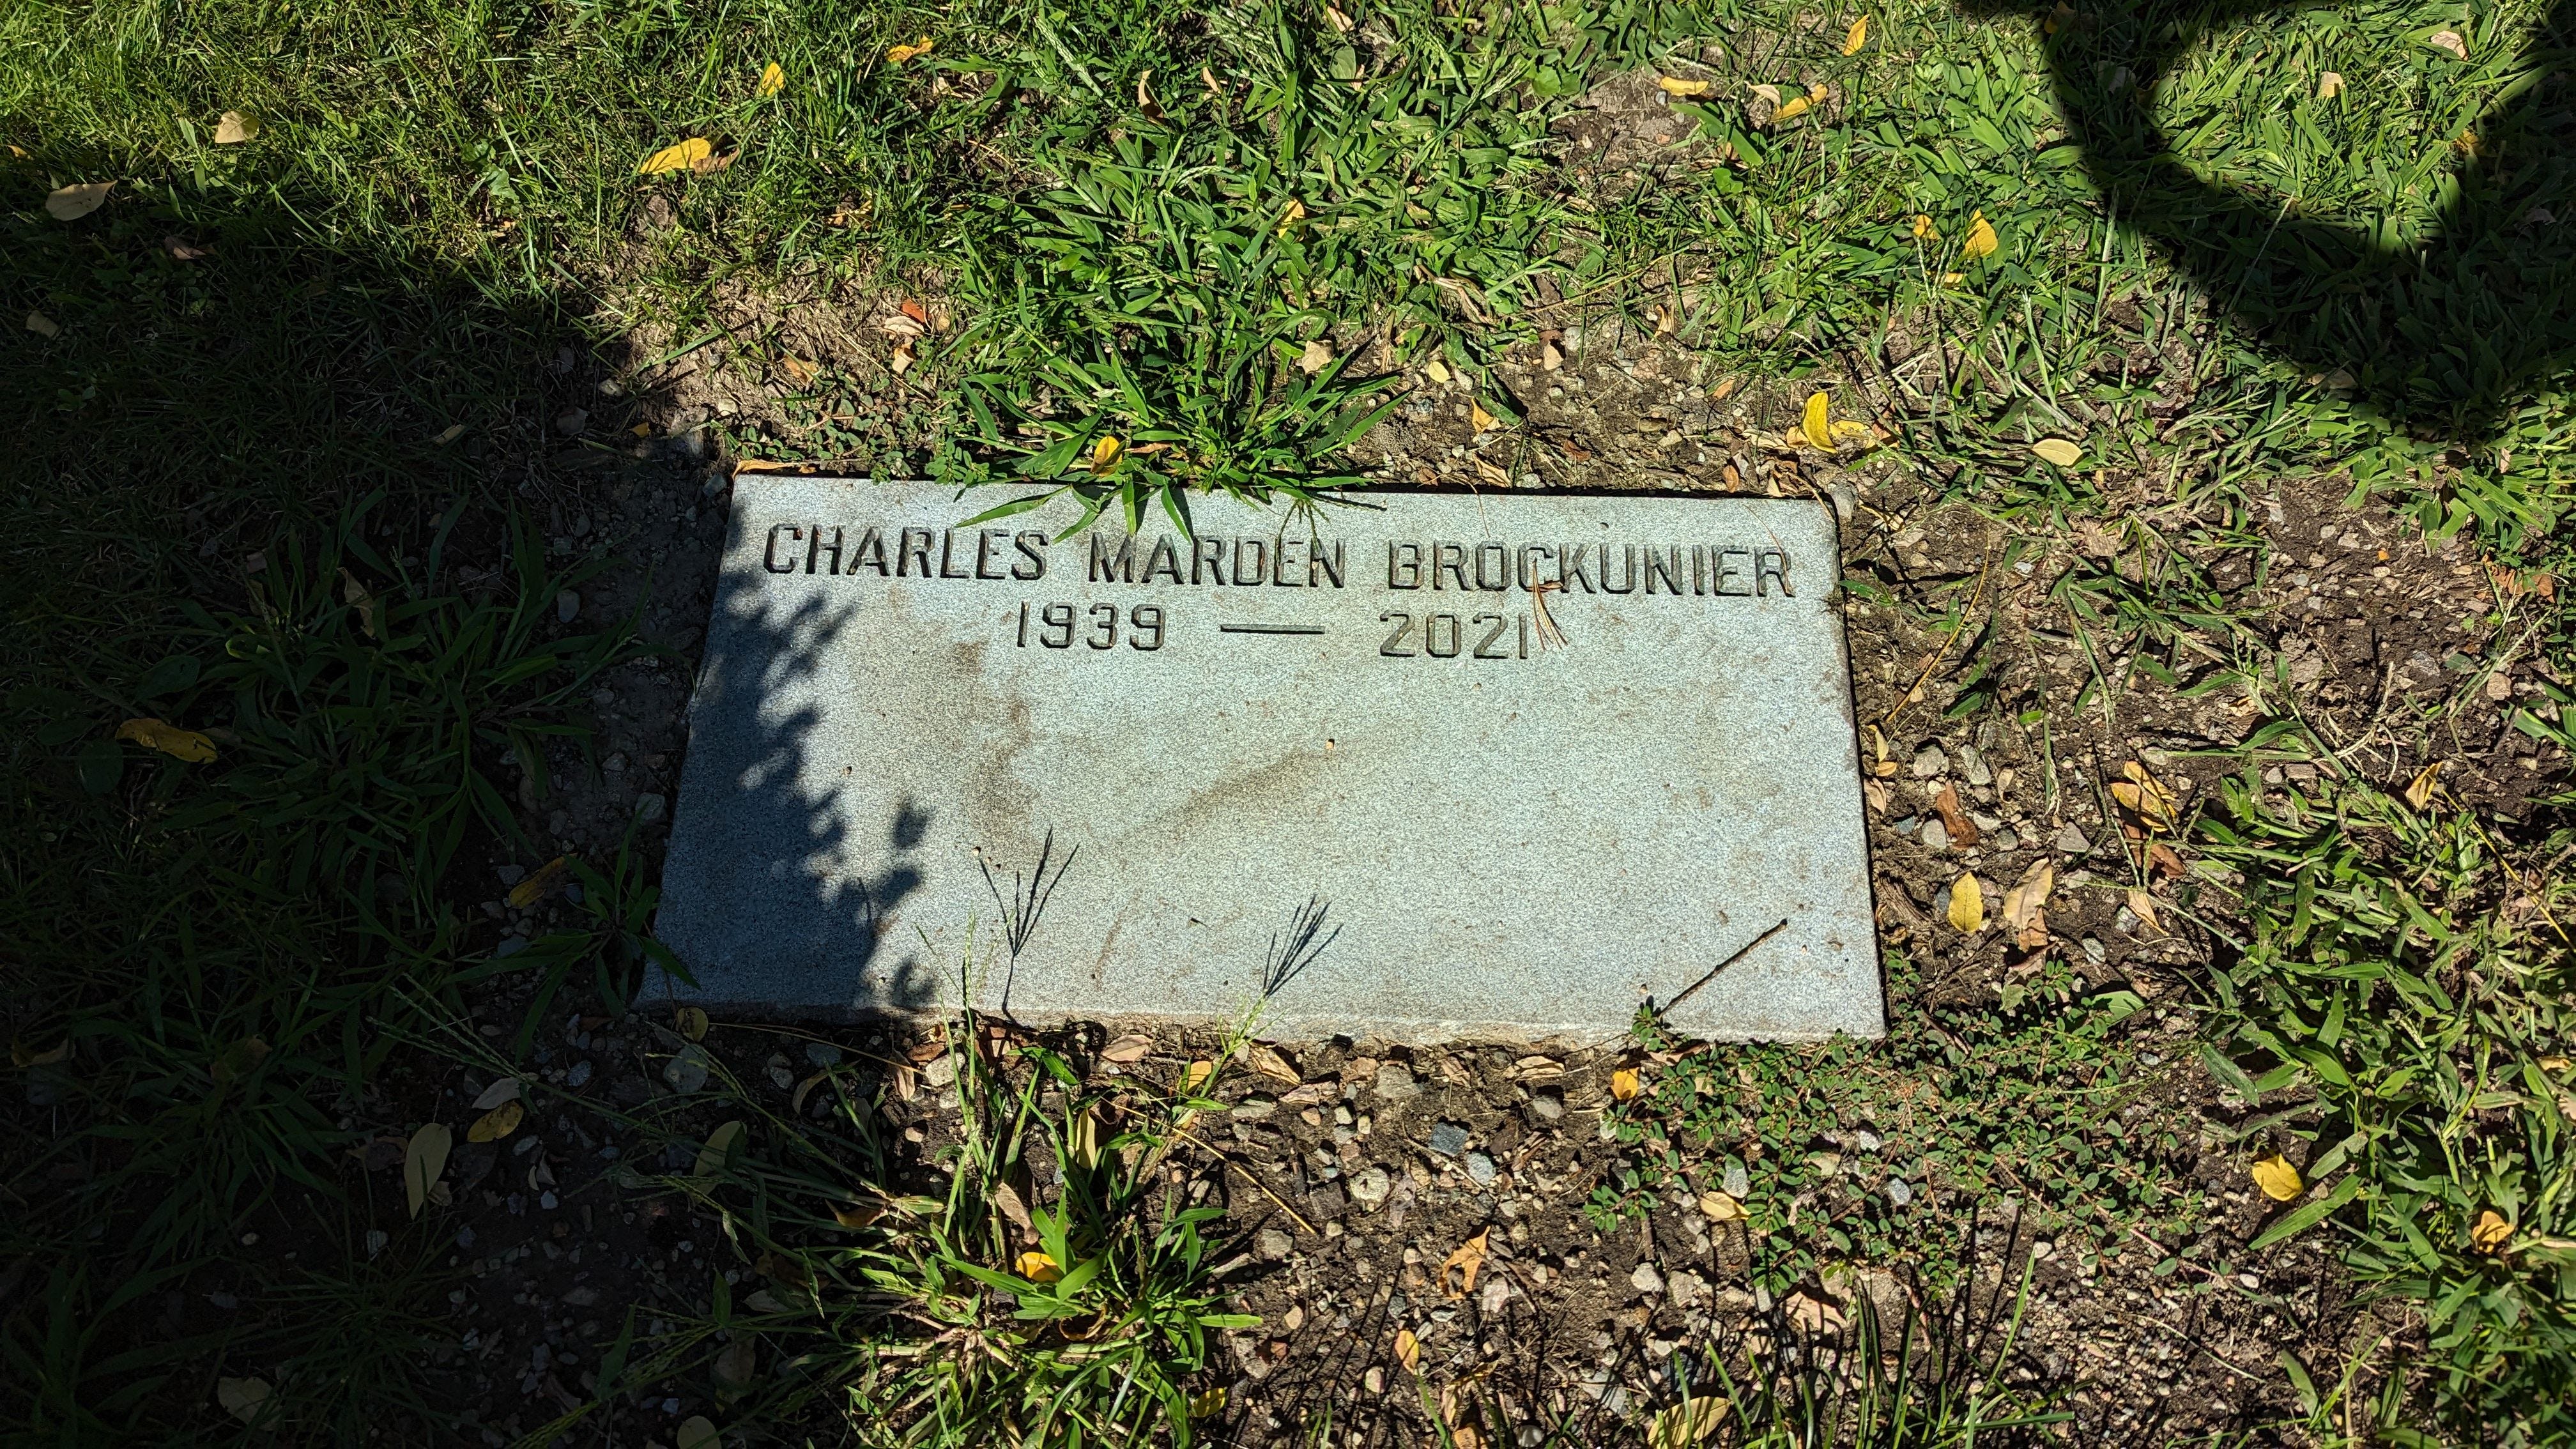 CHARLES MARDEN BROCKUNIER
1939 — 2021